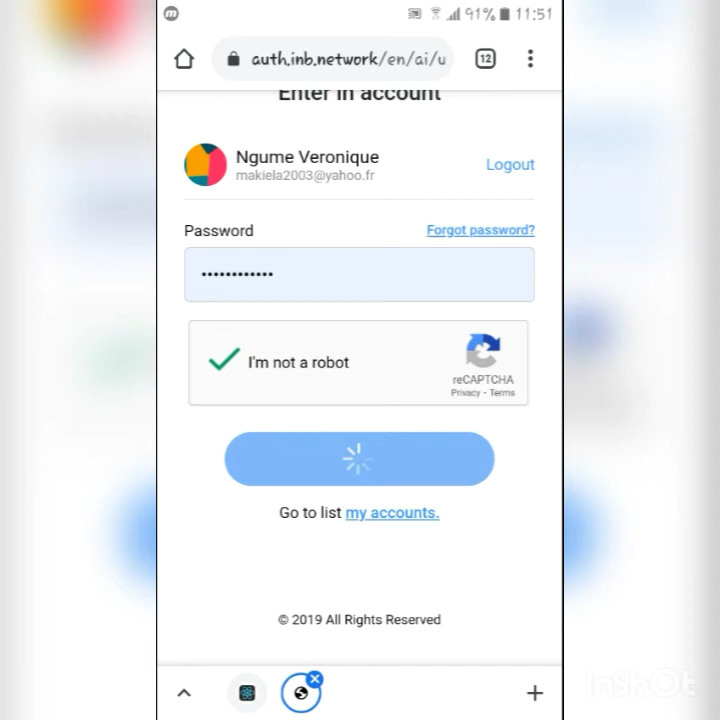 91% 11:51
auth.inb.network/en/ai/u
12
Enter in account
Ngume Veronique
makiela2003@yahoo.fr
Logout
Password
Forgot password?
••••••••••••
I'm not a robot
reCAPTCHA
Privacy - Terms
Go to list my accounts.
© 2019 All Rights Reserved
InShOt